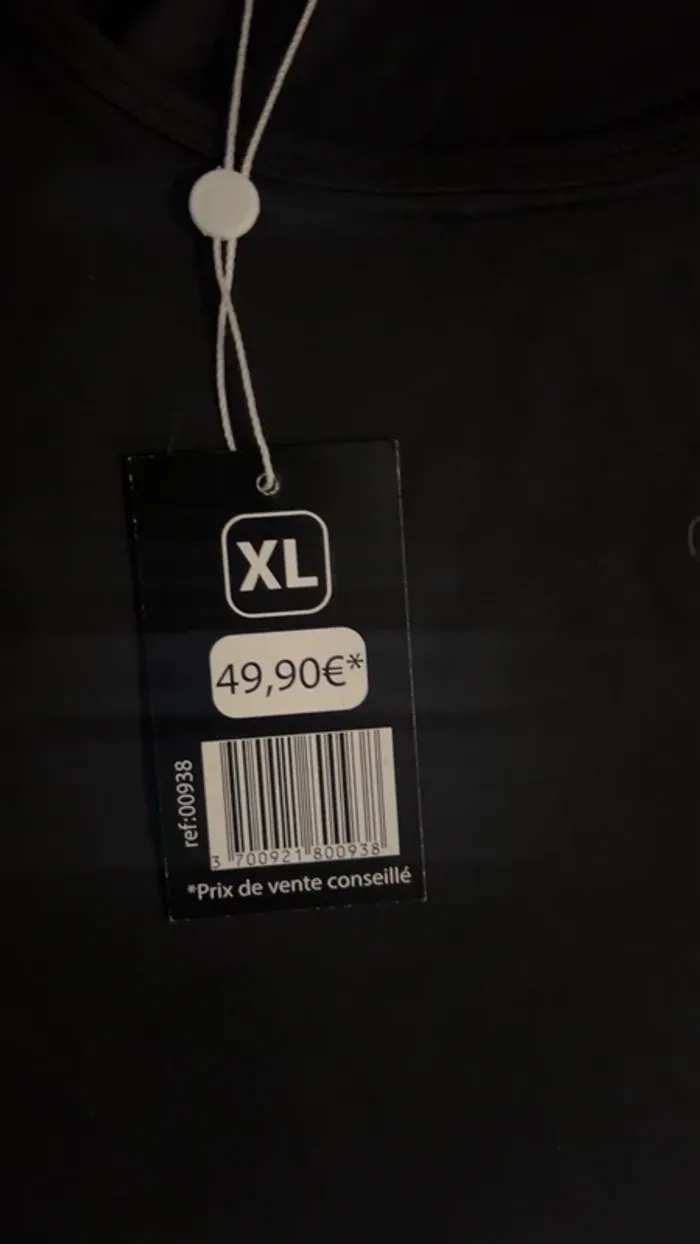 XL
49,90€*
ref:00938
3 700921 800938
*Prix de vente conseillé